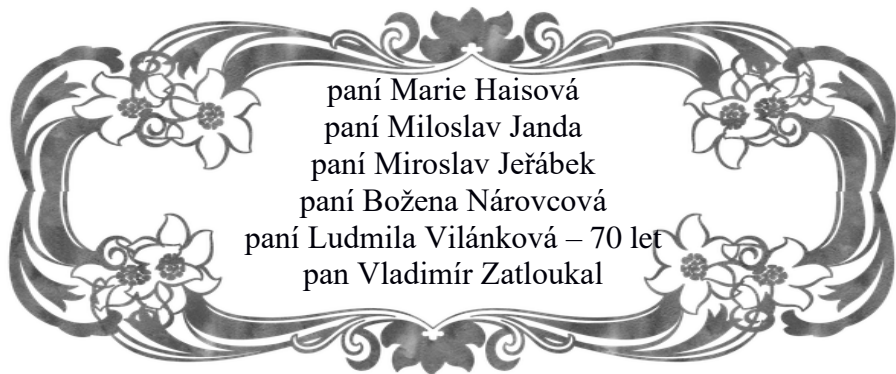 paní Marie Haisová
paní Miloslav Janda
paní Miroslav Jeřábek
paní Božena Nárovcová
paní Ludmila Vilánková – 70 let
pan Vladimír Zatloukal